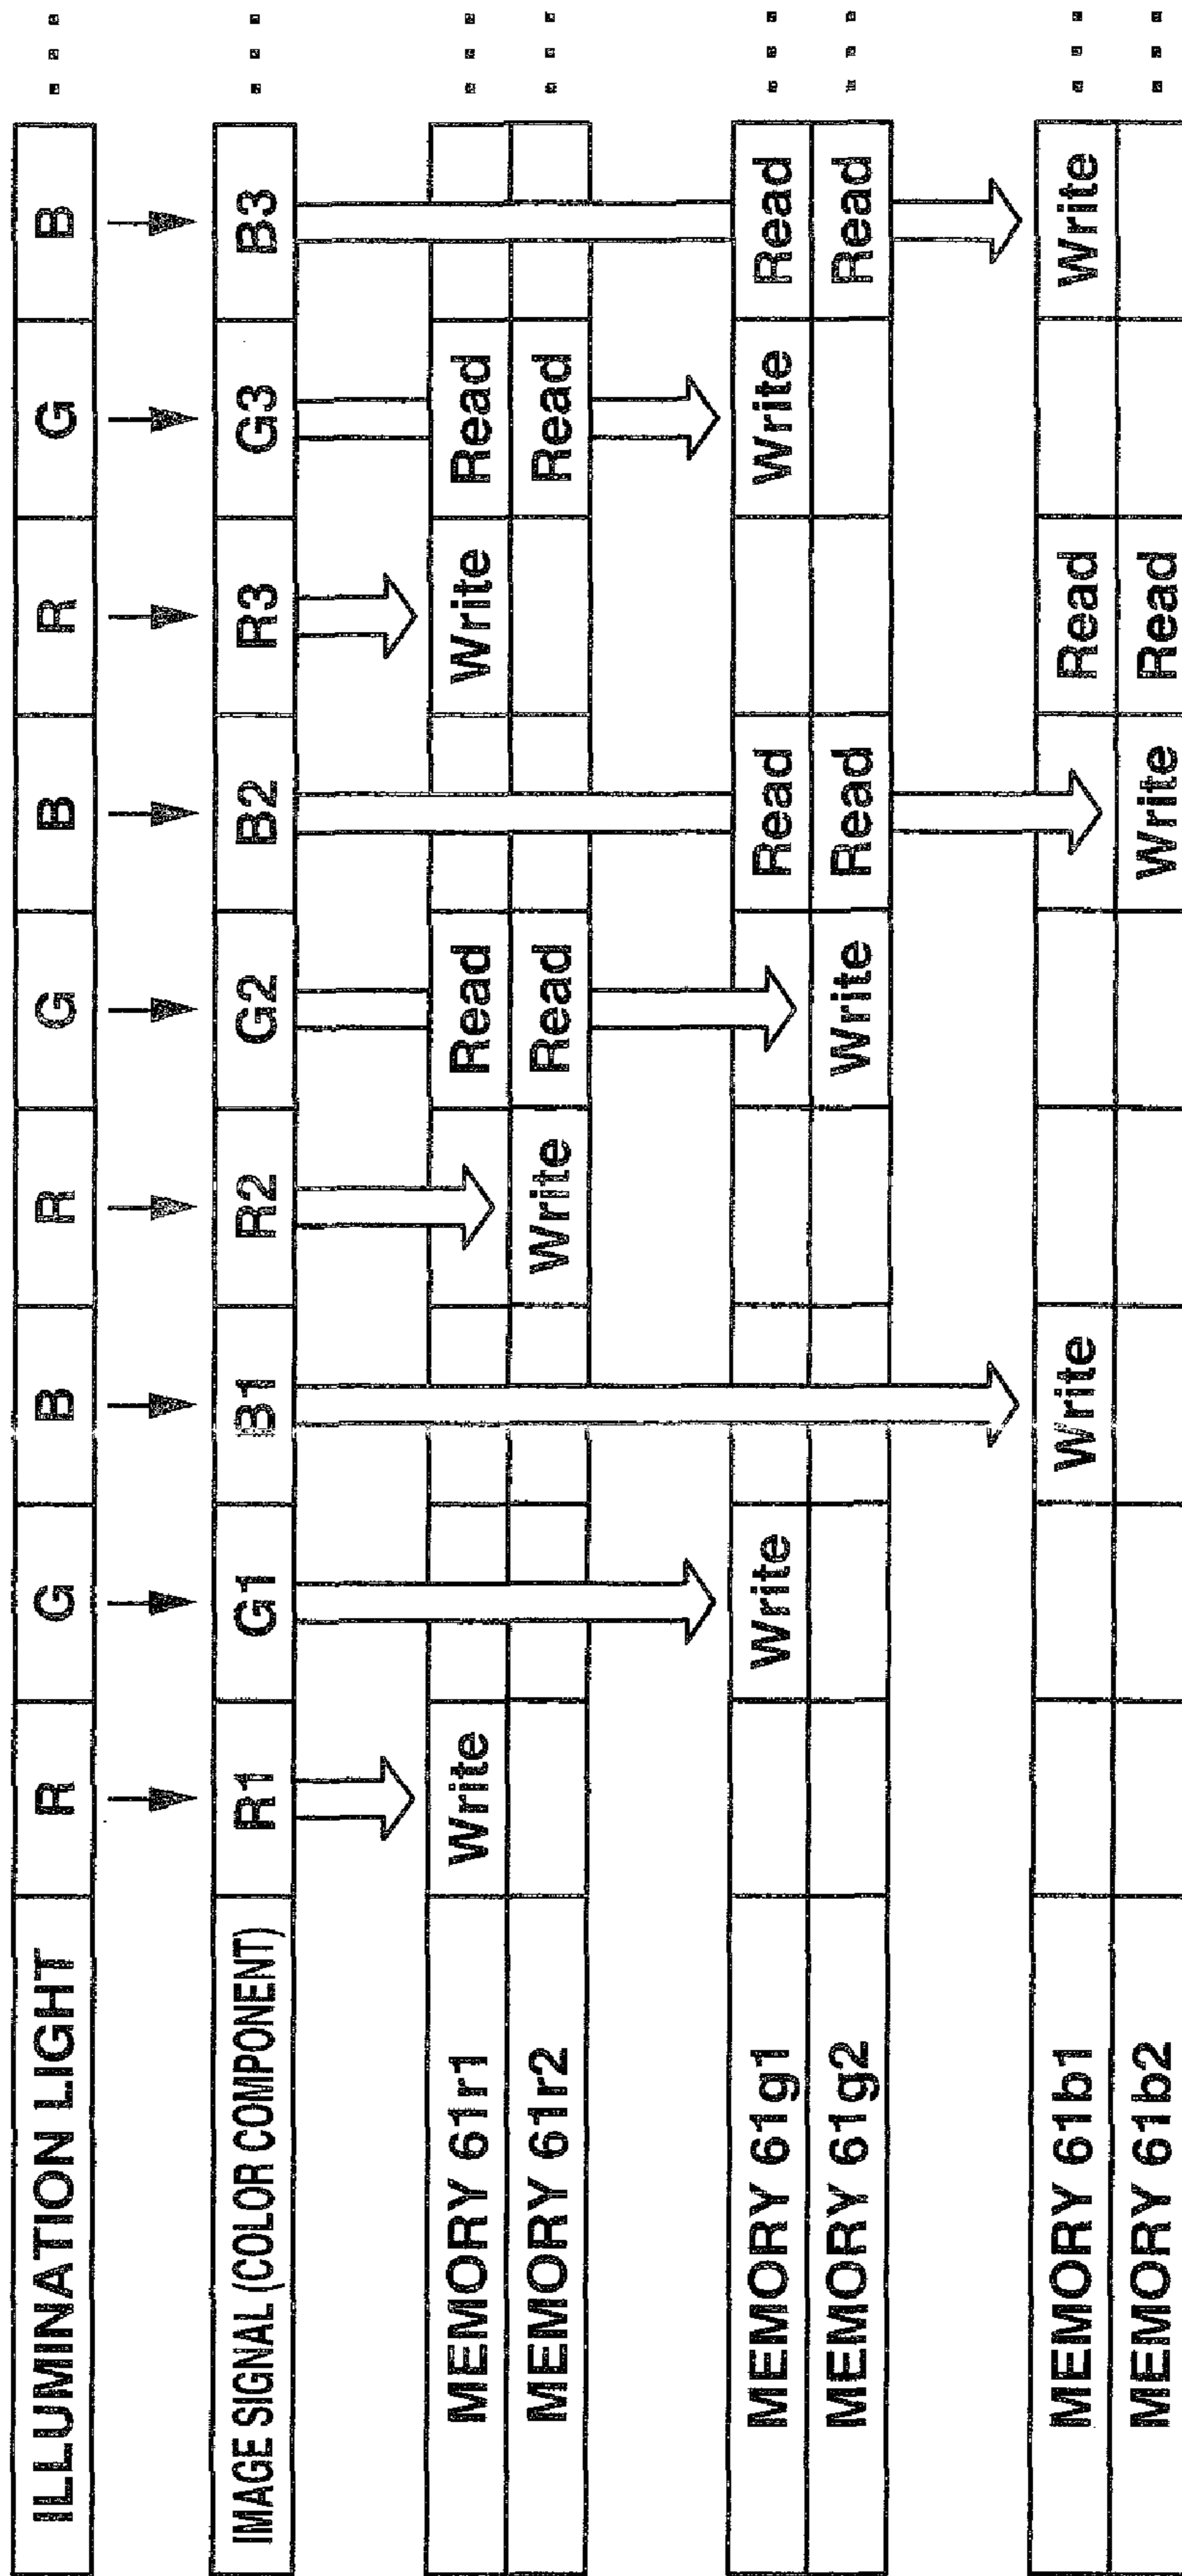 ILLUMINATION LIGHT R G B R G B R G B
IMAGE SIGNAL (COLOR COMPONENT) R1 G1 B1 R2 G2 B2 R3 G3 B3
MEMORY 61r1 Write Read Write Read
MEMORY 61r2 Write Read Read
MEMORY 61g1 Write Read Write Read
MEMORY 61g2 Write Read Read
MEMORY 61b1 Write Read Write
MEMORY 61b2 Write Read